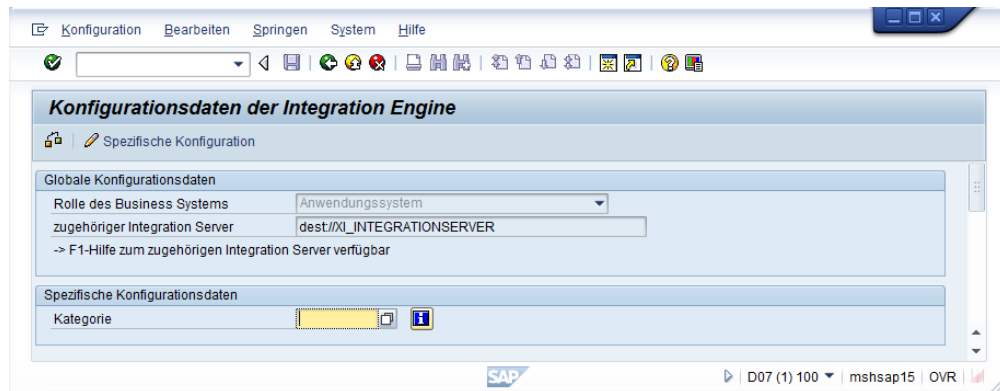 Konfiguration Bearbeiten Springen System Hilfe
Konfigurationsdaten der Integration Engine
Spezifische Konfiguration
Globale Konfigurationsdaten
Rolle des Business Systems Anwendungssystem
zugehöriger Integration Server dest://XI_INTEGRATIONSERVER
-> F1-Hilfe zum zugehörigen Integration Server verfügbar
Spezifische Konfigurationsdaten
Kategorie
SAP D07 (1) 100 mshsap15 OVR